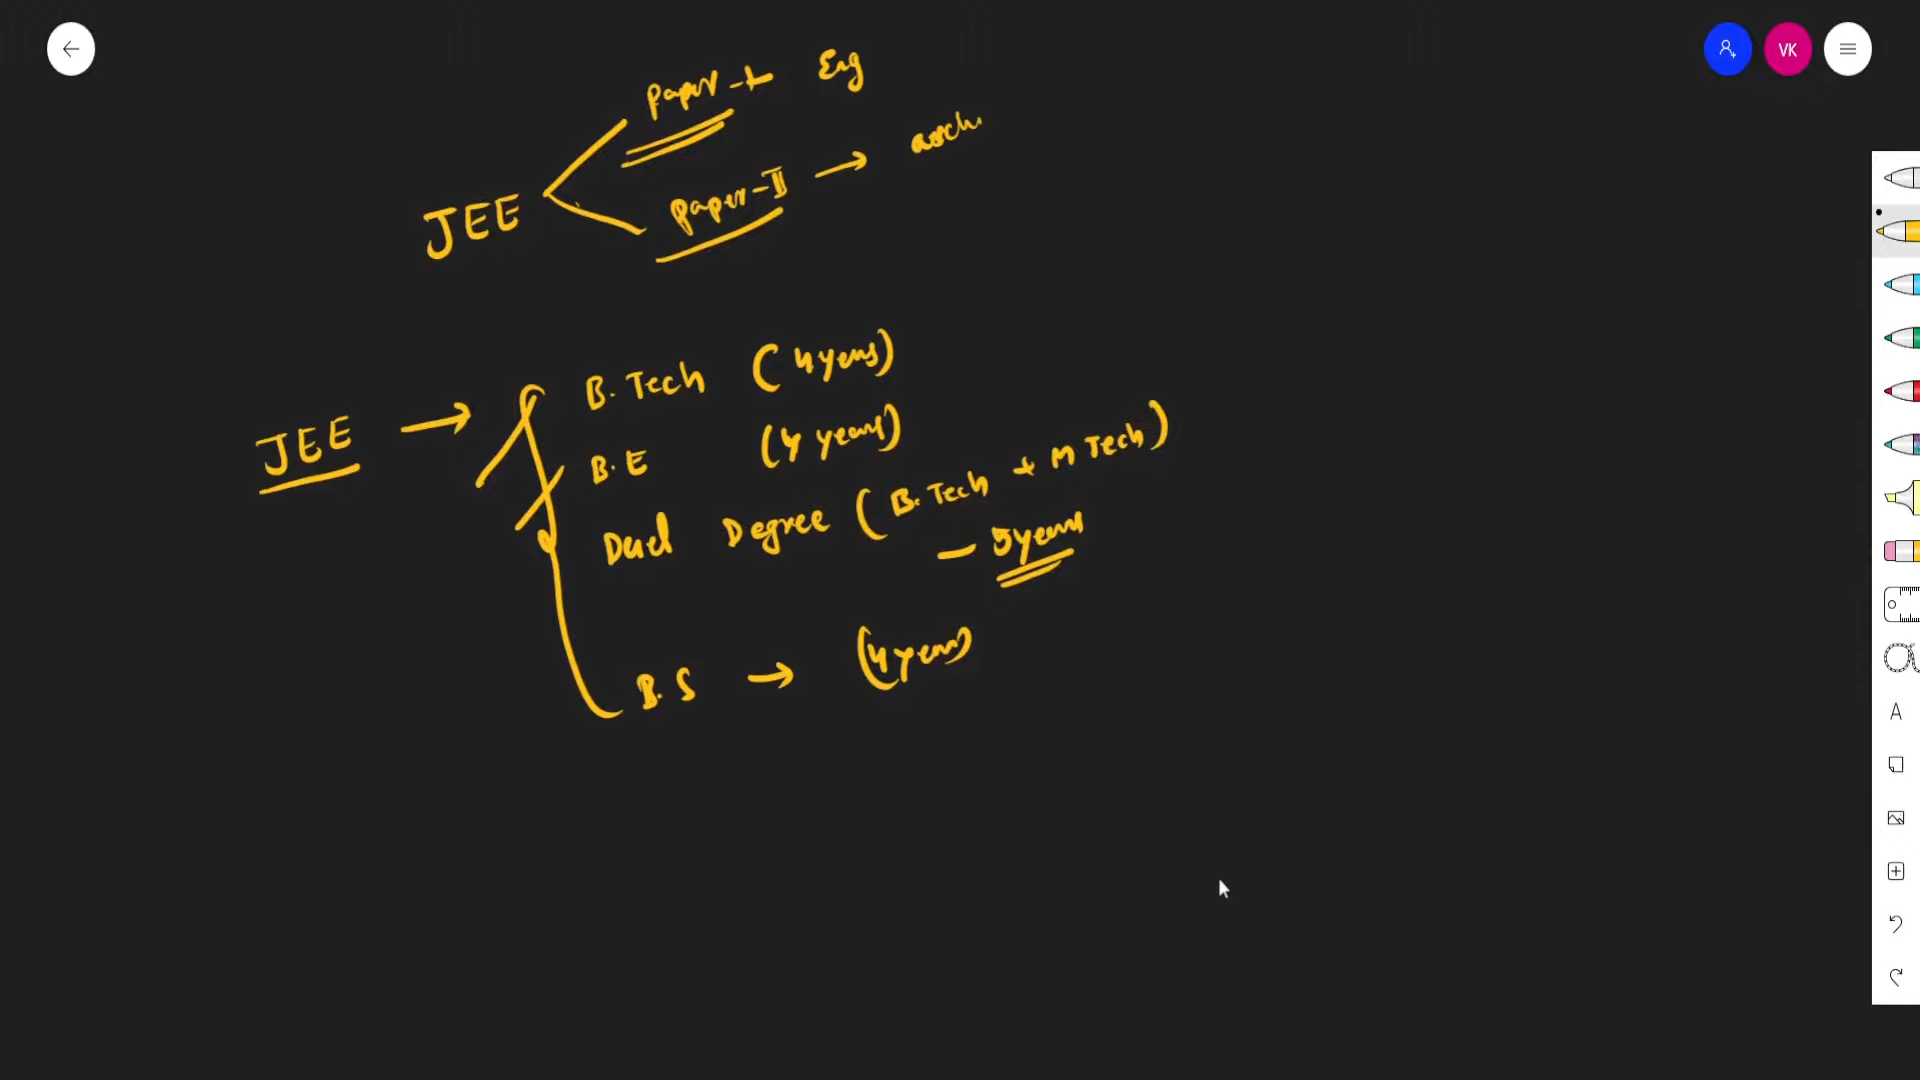 VK
Paper-I Eng
JEE
Paper-II → arch.
B.Tech (4 years)
JEE →
B.E (4 years)
Dual Degree (B.Tech + M Tech)
- 5 years
B.S → (4 years)
A